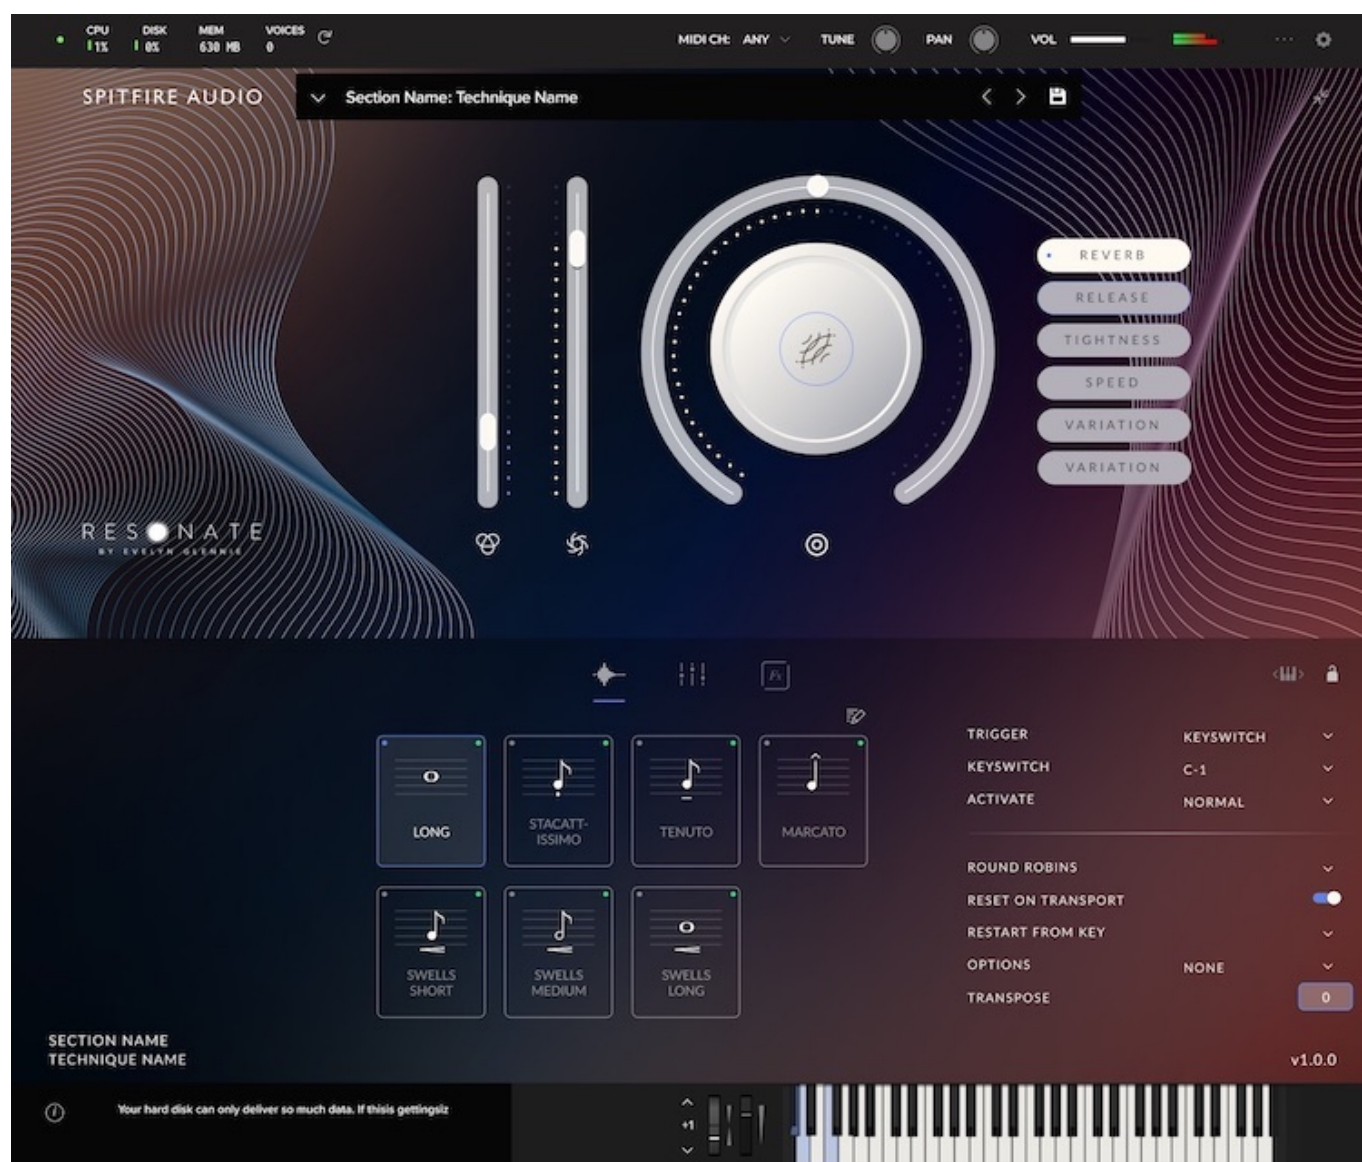 CPU DISK MEM VOICES
1% 0% 630 MB 0
MIDI CH: ANY TUNE PAN VOL
SPITFIRE AUDIO
Section Name: Technique Name
REVERB
RELEASE
TIGHTNESS
SPEED
VARIATION
VARIATION
RESONATE
BY EVELYN GLENNIE
Fx
LONG
STACATT-
ISSIMO
TENUTO
MARCATO
SWELLS
SHORT
SWELLS
MEDIUM
SWELLS
LONG
TRIGGER KEYSWITCH
KEYSWITCH C-1
ACTIVATE NORMAL
ROUND ROBINS
RESET ON TRANSPORT
RESTART FROM KEY
OPTIONS NONE
TRANSPOSE 0
SECTION NAME
TECHNIQUE NAME
v1.0.0
Your hard disk can only deliver so much data. If thisis gettingsiz
+1